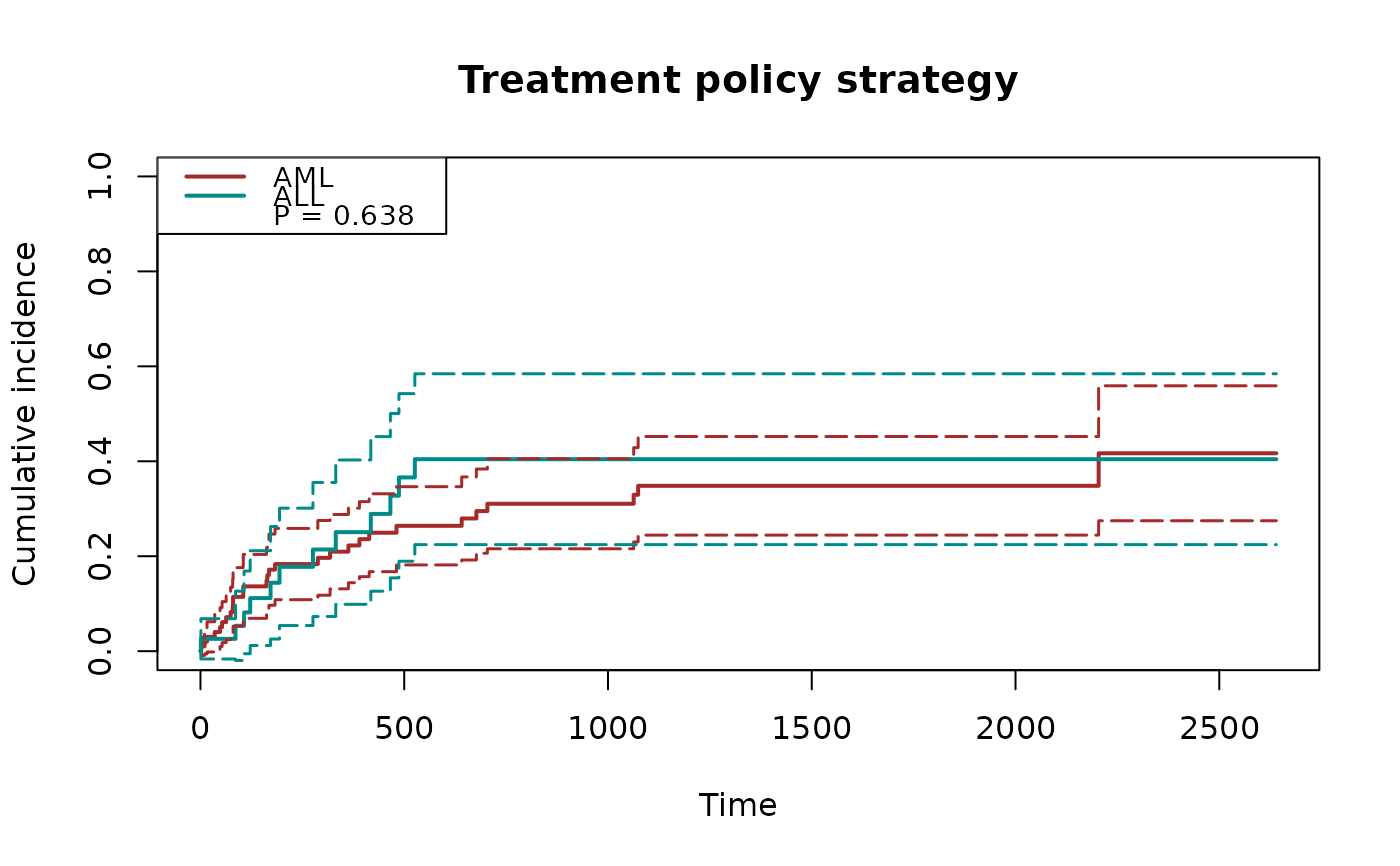 Treatment policy strategy
AML
ALL
P = 0.638
Cumulative incidence
1.0
0.8
0.6
0.4
0.2
0.0
0 500 1000 1500 2000 2500
Time